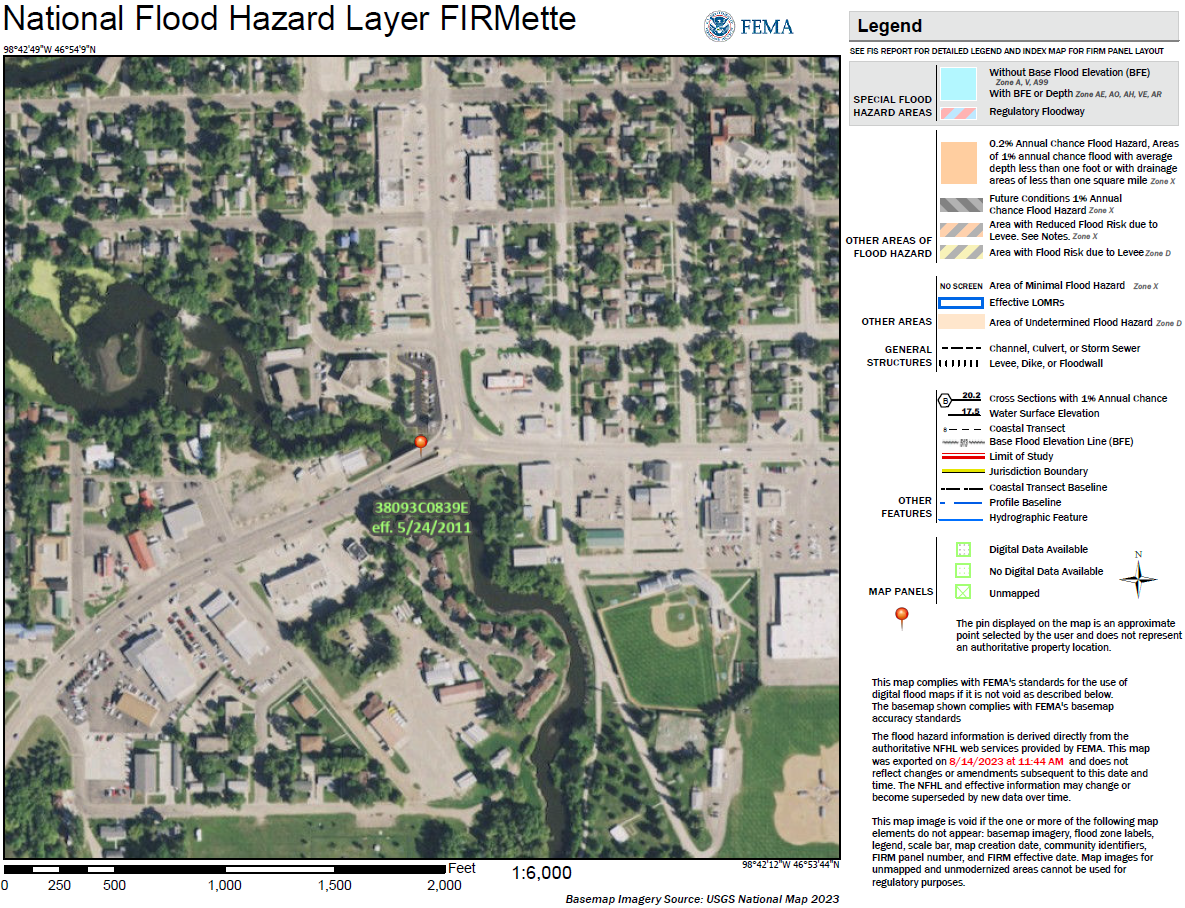 National Flood Hazard Layer FIRMette
FEMA
98°42'49"W 46°54'9"N
38093C0839E
eff. 5/24/2011
98°42'12"W 46°53'44"N
Feet
1:6,000
0 250 500 1,000 1,500 2,000
Basemap Imagery Source: USGS National Map 2023
Legend
SEE FIS REPORT FOR DETAILED LEGEND AND INDEX MAP FOR FIRM PANEL LAYOUT
SPECIAL FLOOD
HAZARD AREAS
Without Base Flood Elevation (BFE)
Zone A, V, A99
With BFE or Depth Zone AE, AO, AH, VE, AR
Regulatory Floodway
OTHER AREAS OF
FLOOD HAZARD
0.2% Annual Chance Flood Hazard, Areas
of 1% annual chance flood with average
depth less than one foot or with drainage
areas of less than one square mile Zone X
Future Conditions 1% Annual
Chance Flood Hazard Zone X
Area with Reduced Flood Risk due to
Levee. See Notes. Zone X
Area with Flood Risk due to Levee Zone D
OTHER AREAS
NO SCREEN Area of Minimal Flood Hazard Zone X
Effective LOMRs
Area of Undetermined Flood Hazard Zone D
GENERAL
STRUCTURES
Channel, Culvert, or Storm Sewer
Levee, Dike, or Floodwall
OTHER
FEATURES
B 20.2 Cross Sections with 1% Annual Chance
17.5 Water Surface Elevation
8 Coastal Transect
Base Flood Elevation Line (BFE)
Limit of Study
Jurisdiction Boundary
Coastal Transect Baseline
Profile Baseline
Hydrographic Feature
MAP PANELS
Digital Data Available
No Digital Data Available
Unmapped
N
The pin displayed on the map is an approximate
point selected by the user and does not represent
an authoritative property location.
This map complies with FEMA's standards for the use of
digital flood maps if it is not void as described below.
The basemap shown complies with FEMA's basemap
accuracy standards
The flood hazard information is derived directly from the
authoritative NFHL web services provided by FEMA. This map
was exported on 8/14/2023 at 11:44 AM and does not
reflect changes or amendments subsequent to this date and
time. The NFHL and effective information may change or
become superseded by new data over time.
This map image is void if the one or more of the following map
elements do not appear: basemap imagery, flood zone labels,
legend, scale bar, map creation date, community identifiers,
FIRM panel number, and FIRM effective date. Map images for
unmapped and unmodernized areas cannot be used for
regulatory purposes.